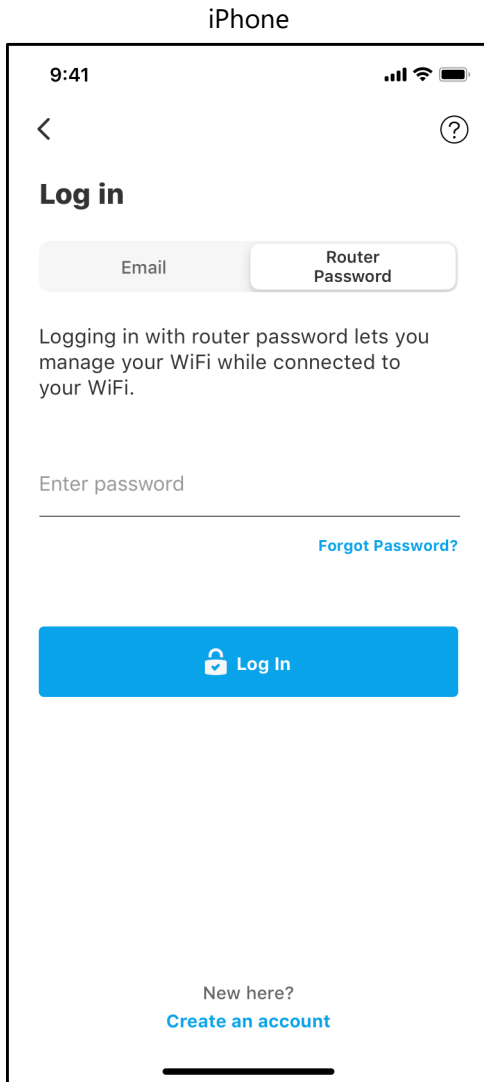 iPhone
9:41
?
Log in
Email
Router
Password
Logging in with router password lets you
manage your WiFi while connected to
your WiFi.
Enter password
Forgot Password?
Log In
New here?
Create an account